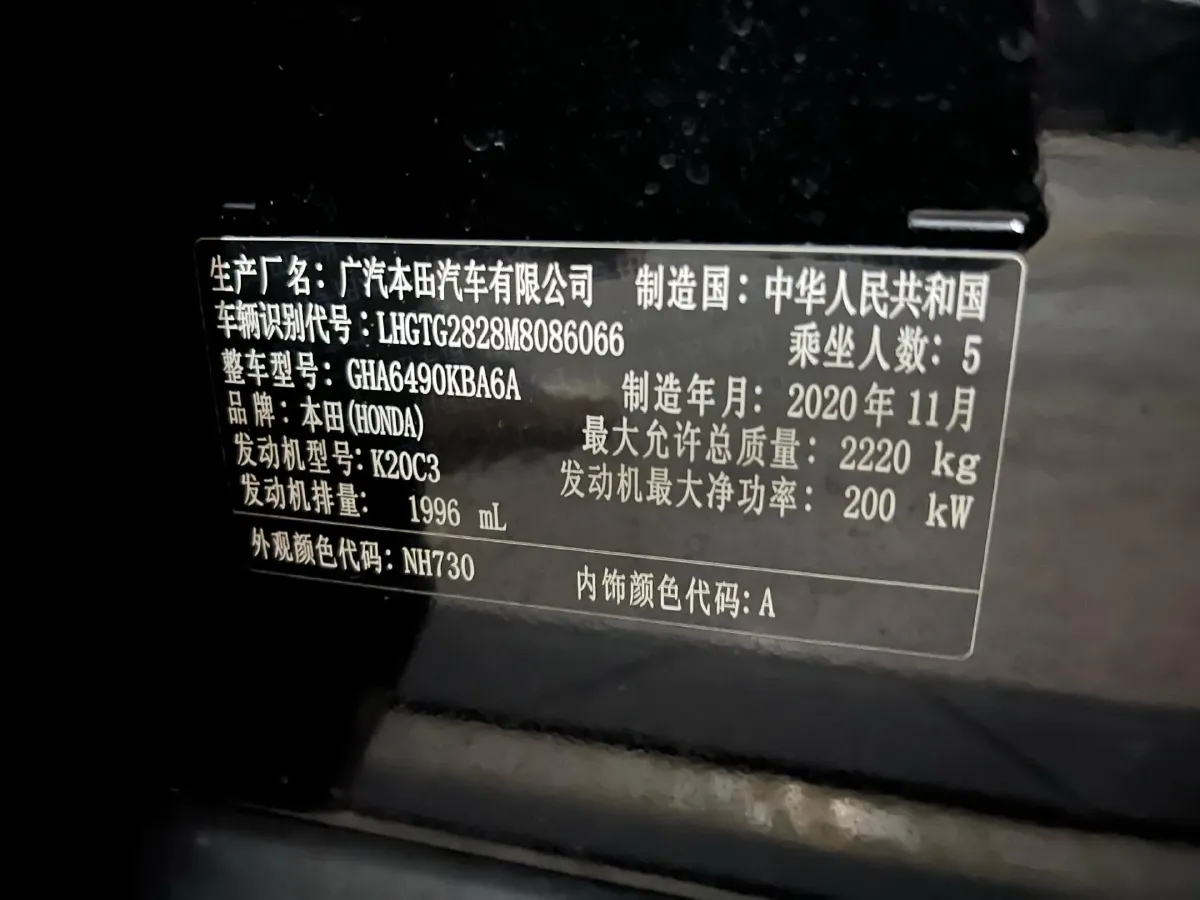 生产厂名：广汽本田汽车有限公司 制造国：中华人民共和国
车辆识别代号：LHGTG2828M8086066 乘坐人数：5
整车型号：GHA6490KBA6A 制造年月：2020年11月
品牌：本田(HONDA) 最大允许总质量：2220 kg
发动机型号：K20C3 发动机最大净功率：200 kW
发动机排量： 1996 mL
外观颜色代码：NH730 内饰颜色代码：A